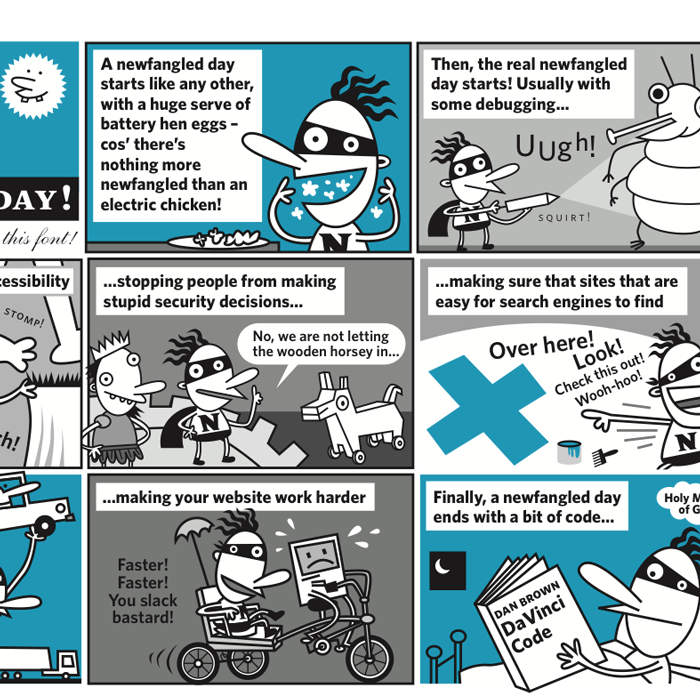 DAY!
this font!
A newfangled day
starts like any other,
with a huge serve of
battery hen eggs –
cos' there's
nothing more
newfangled than an
electric chicken!
N
Then, the real newfangled
day starts! Usually with
some debugging...
Uugh!
SQUIRT!
N
cessibility
STOMP!
h!
...stopping people from making
stupid security decisions...
No, we are not letting
the wooden horsey in...
N
...making sure that sites that are
easy for search engines to find
Over here!
Look!
Check this out!
Wooh-hoo!
N
...making your website work harder
Faster!
Faster!
You slack
bastard!
Finally, a newfangled day
ends with a bit of code...
Holy M
of G
DAN BROWN
DaVinci
Code